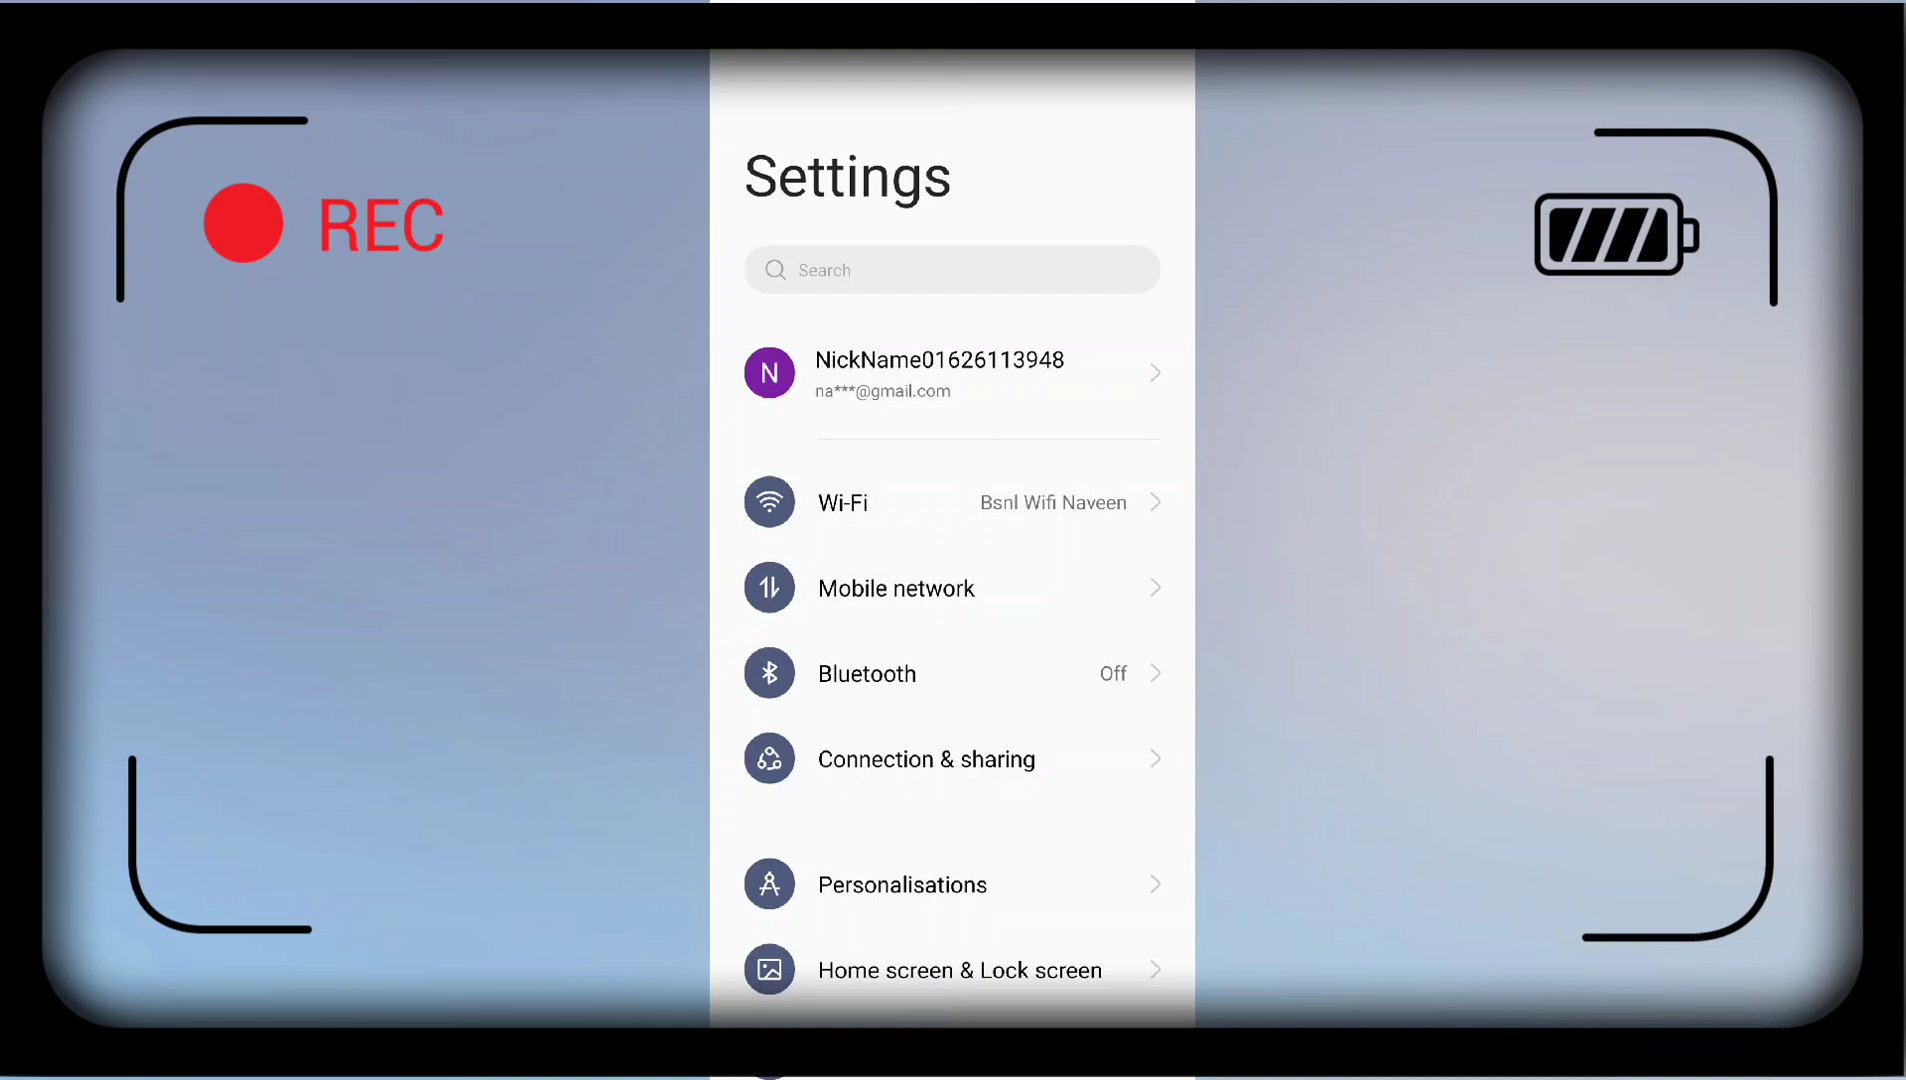 REC
Settings
Search
N
NickName01626113948
na***@gmail.com
Wi-Fi Bsnl Wifi Naveen
Mobile network
Bluetooth Off
Connection & sharing
Personalisations
Home screen & Lock screen